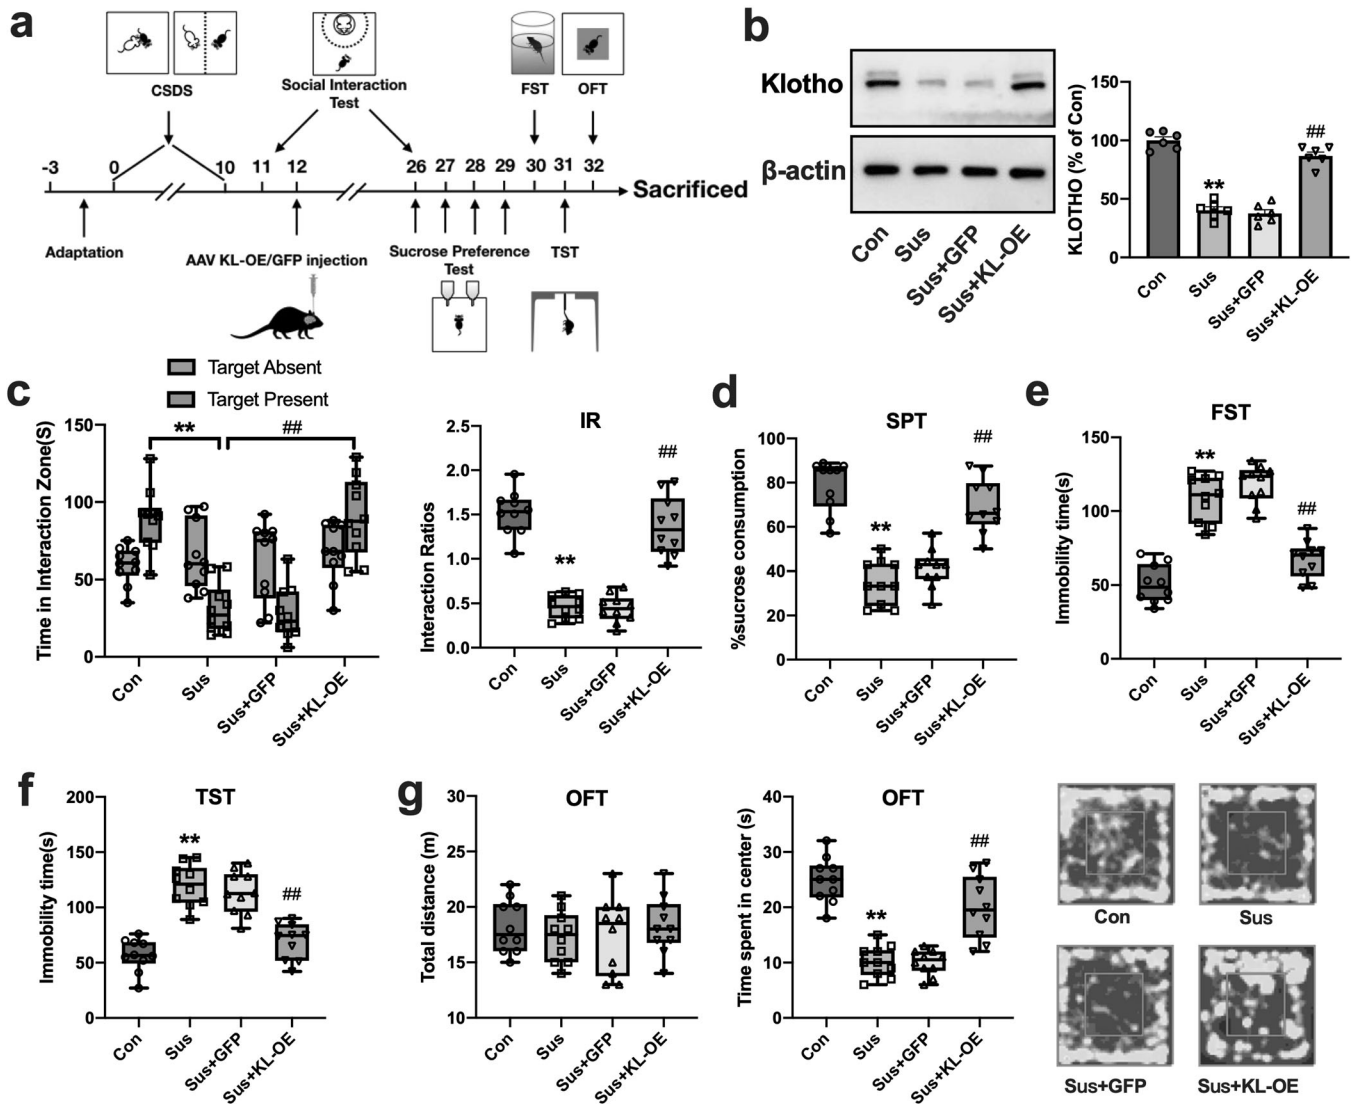 a
CSDS
Social Interaction
Test
FST
OFT
-3
0
10
11
12
26
27
28
29
30
31
32
Sacrificed
Adaptation
AAV KL-OE/GFP injection
Sucrose Preference
Test
TST
b
Klotho
β-actin
Con
Sus
Sus+GFP
Sus+KL-OE
KLOTHO (% of Con)
150
100
50
0
**
##
Con
Sus
Sus+GFP
Sus+KL-OE
Target Absent
Target Present
c
Time in Interaction Zone(S)
150
100
50
0
**
##
Con
Sus
Sus+GFP
Sus+KL-OE
IR
Interaction Ratios
2.5
2.0
1.5
1.0
0.5
0.0
**
##
Con
Sus
Sus+GFP
Sus+KL-OE
d
SPT
%sucrose consumption
100
80
60
40
20
0
**
##
Con
Sus
Sus+GFP
Sus+KL-OE
e
FST
Immobility time(s)
150
100
50
0
**
##
Con
Sus
Sus+GFP
Sus+KL-OE
f
TST
Immobility time(s)
200
150
100
50
0
**
##
Con
Sus
Sus+GFP
Sus+KL-OE
g
OFT
Total distance (m)
30
25
20
15
10
Con
Sus
Sus+GFP
Sus+KL-OE
OFT
Time spent in center (s)
40
30
20
10
0
**
##
Con
Sus
Sus+GFP
Sus+KL-OE
Con
Sus
Sus+GFP
Sus+KL-OE